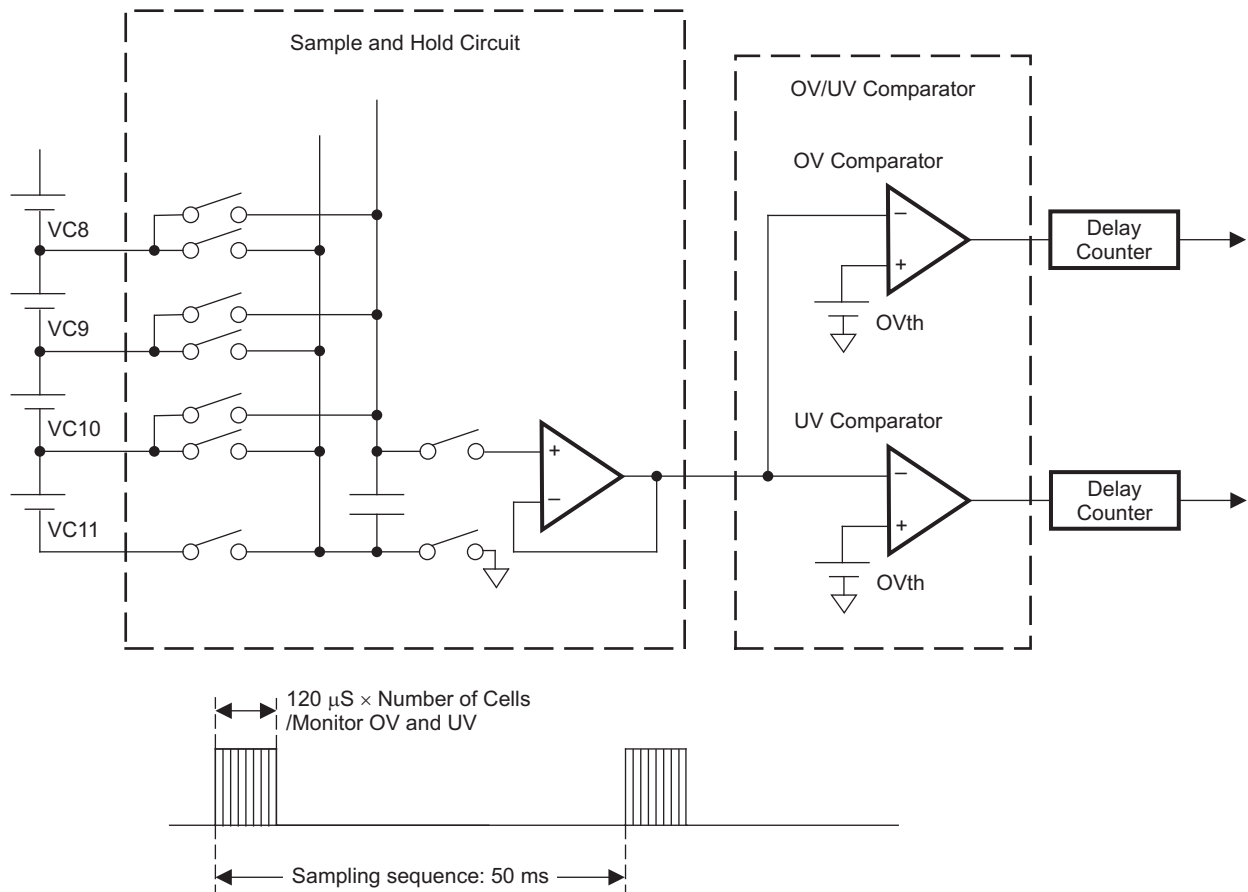 Sample and Hold Circuit
OV/UV Comparator
OV Comparator
VC8
−
+
Delay
Counter
OVth
VC9
VC10
UV Comparator
+
−
VC11
−
+
Delay
Counter
OVth
120 μS × Number of Cells
/Monitor OV and UV
Sampling sequence: 50 ms